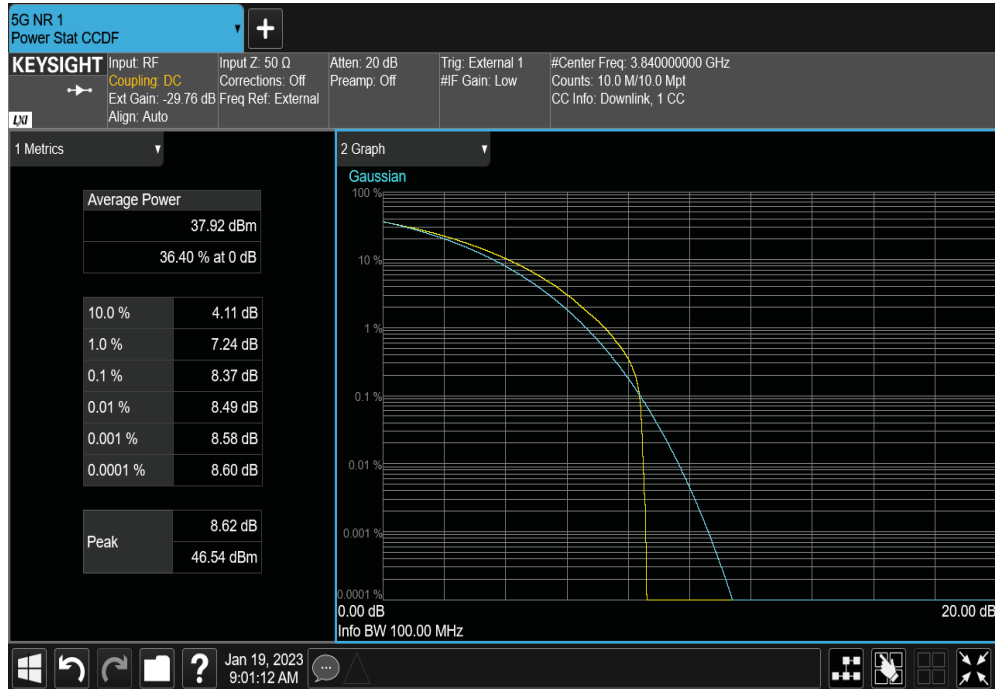 5G NR 1
Power Stat CCDF
KEYSIGHT
LXI
Input: RF
Coupling: DC
Ext Gain: -29.76 dB
Align: Auto
Input Z: 50 Ω
Corrections: Off
Freq Ref: External
Atten: 20 dB
Preamp: Off
Trig: External 1
#IF Gain: Low
#Center Freq: 3.840000000 GHz
Counts: 10.0 M/10.0 Mpt
CC Info: Downlink, 1 CC
1 Metrics
Average Power
37.92 dBm
36.40 % at 0 dB
10.0 % 4.11 dB
1.0 % 7.24 dB
0.1 % 8.37 dB
0.01 % 8.49 dB
0.001 % 8.58 dB
0.0001 % 8.60 dB
Peak
8.62 dB
46.54 dBm
2 Graph
Gaussian
100 %
10 %
1 %
0.1 %
0.01 %
0.001 %
0.0001 %
0.00 dB 20.00 dB
Info BW 100.00 MHz
Jan 19, 2023
9:01:12 AM